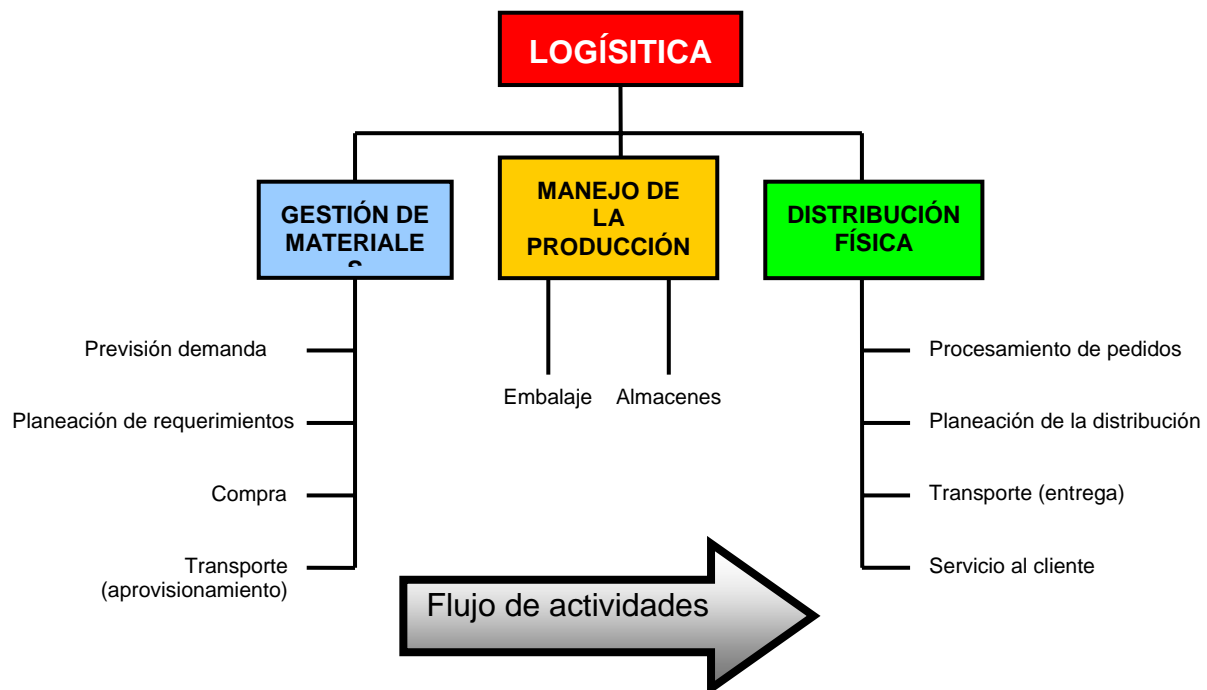 LOGÍSITICA
GESTIÓN DE
MATERIALE
S
MANEJO DE
LA
PRODUCCIÓN
DISTRIBUCIÓN
FÍSICA
Previsión demanda
Planeación de requerimientos
Compra
Transporte
(aprovisionamiento)
Embalaje
Almacenes
Procesamiento de pedidos
Planeación de la distribución
Transporte (entrega)
Servicio al cliente
Flujo de actividades